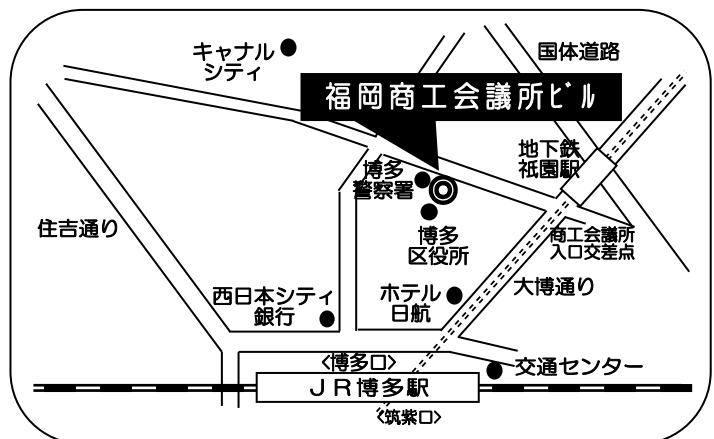 キャナル
シティ
国体道路
福岡商工会議所ビル
地下鉄
祇園駅
博多
警察署
住吉通り
博多
区役所
商工会議所
入口交差点
西日本シティ
銀行
ホテル
日航
大博通り
〈博多口〉
交通センター
JR博多駅
〈筑紫口〉